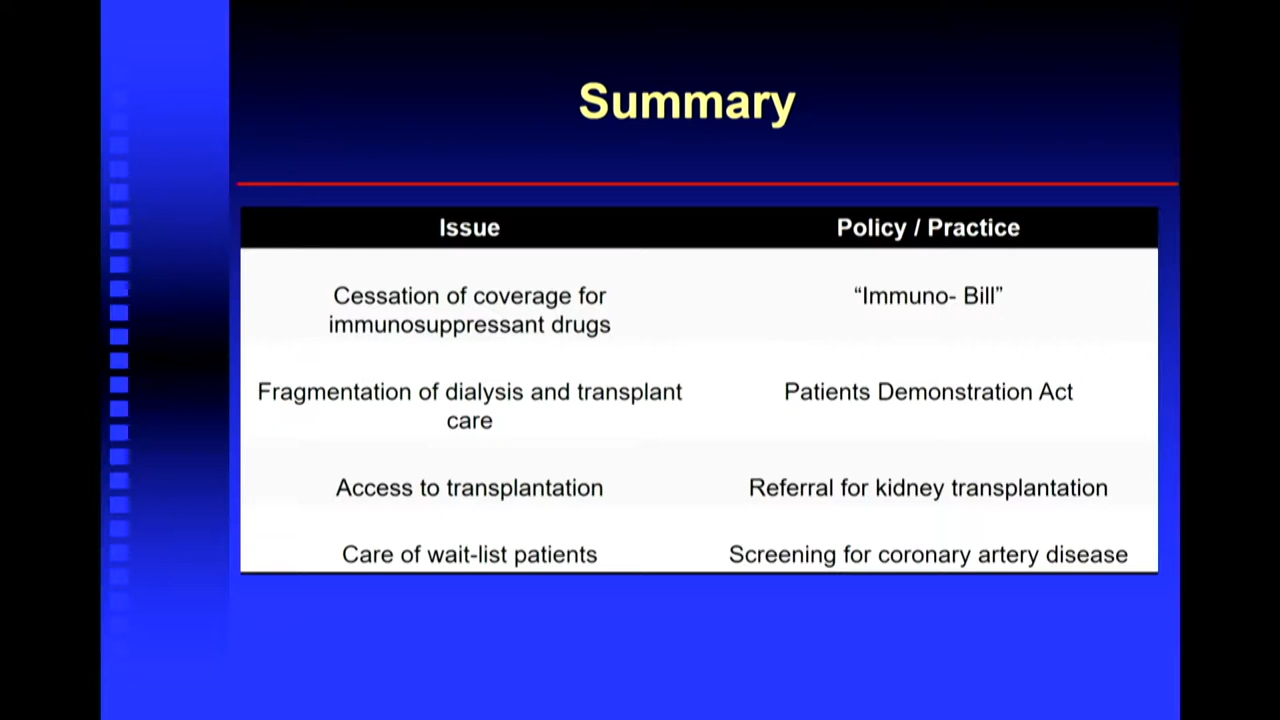 Summary
Issue
Policy / Practice
Cessation of coverage for
immunosuppressant drugs
“Immuno- Bill”
Fragmentation of dialysis and transplant
care
Patients Demonstration Act
Access to transplantation
Referral for kidney transplantation
Care of wait-list patients
Screening for coronary artery disease